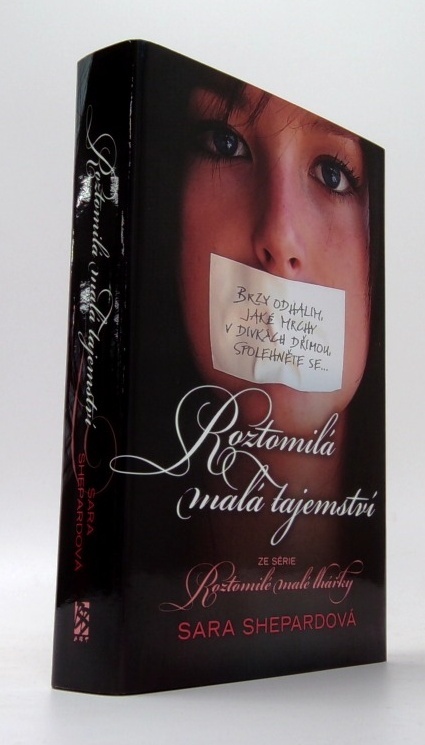 Roztomilá malá tajemství
SARA
SHEPARDOVÁ
BRZY ODHALÍM,
JAKÉ MRCHY
V DÍVKÁCH DŘÍMOU,
SPOLEHNĚTE SE...
Roztomilá
malá tajemství
ZE SÉRIE
Roztomilé malé lhářky
SARA SHEPARDOVÁ